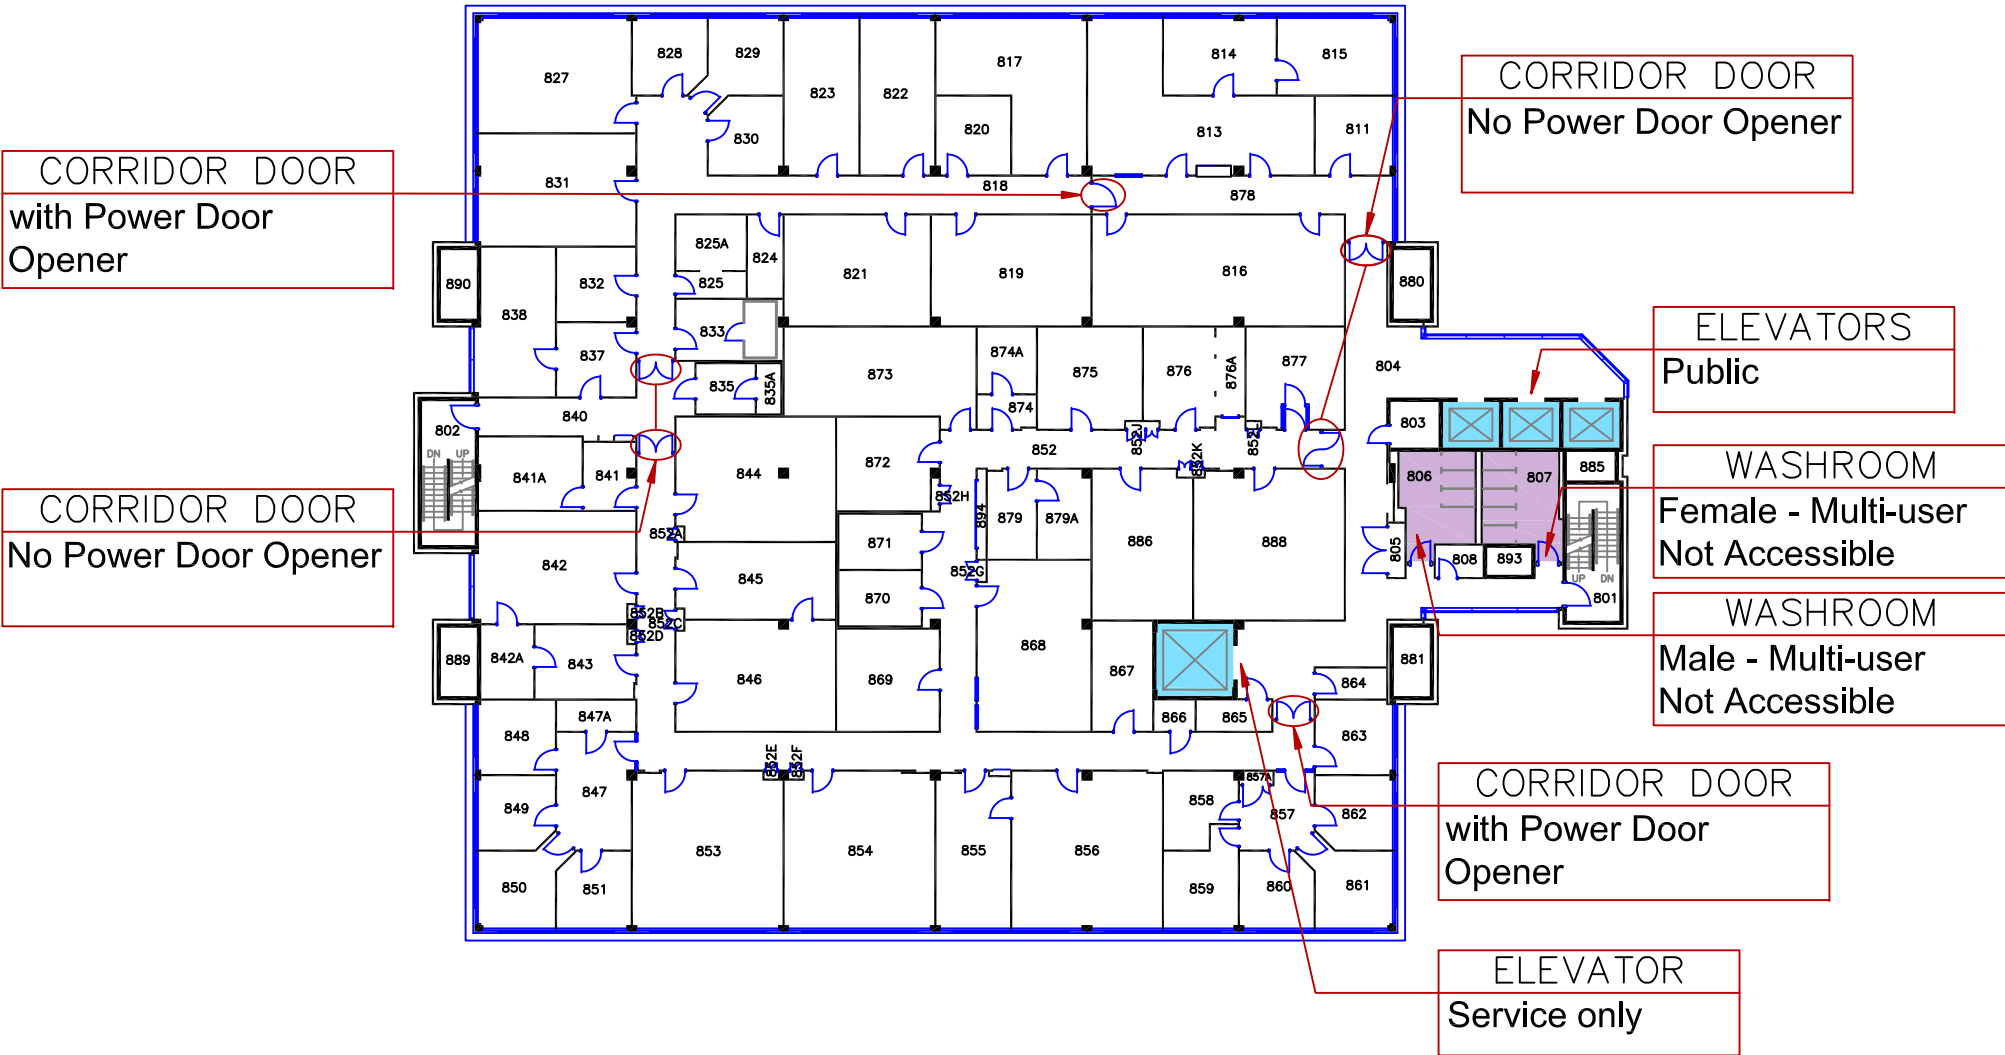 828
829
827
823
822
817
814
815
820
830
813
811
CORRIDOR DOOR
No Power Door Opener
CORRIDOR DOOR
with Power Door
Opener
831
818
878
825A
824
825
821
819
816
890
832
838
833
880
837
835
835A
873
874A
875
876
876A
877
804
874
ELEVATORS
Public
840
802
DN
UP
841A
841
844
872
852
852J
852K
852L
803
806
807
885
WASHROOM
Female - Multi-user
Not Accessible
CORRIDOR DOOR
No Power Door Opener
852A
852H
894
879
879A
886
888
871
805
808
893
UP
DN
801
842
845
852G
870
852B
852C
852D
WASHROOM
Male - Multi-user
Not Accessible
889
842A
843
846
869
868
867
881
864
847A
848
866
865
863
852E
852F
857A
849
847
858
857
862
CORRIDOR DOOR
with Power Door
Opener
853
854
855
856
850
851
859
860
861
ELEVATOR
Service only